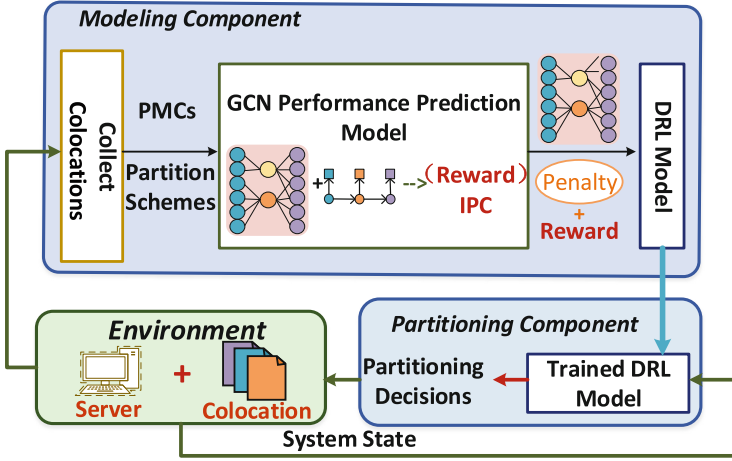 Modeling Component
Collect
Colocations
PMCs
Partition
Schemes
GCN Performance Prediction
Model
+
(Reward)
IPC
Penalty
+
Reward
DRL Model
Environment
Server
+
Colocation
Partitioning Component
Partitioning
Decisions
Trained DRL
Model
System State